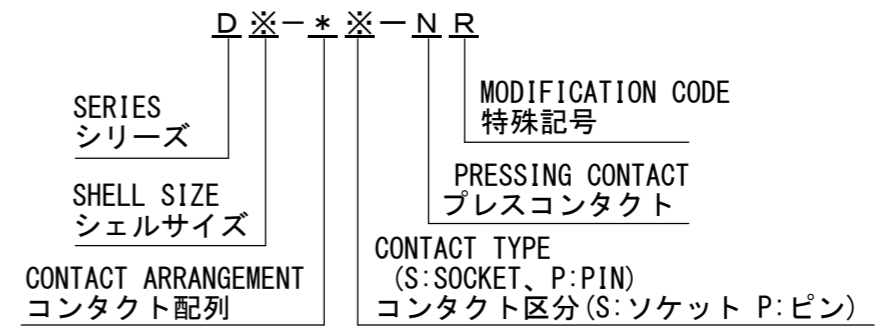 D※-*※-NR
MODIFICATION CODE
特殊記号
SERIES
シリーズ
PRESSING CONTACT
プレスコンタクト
SHELL SIZE
シェルサイズ
CONTACT TYPE
(S:SOCKET、P:PIN)
コンタクト区分(S:ソケット P:ピン)
CONTACT ARRANGEMENT
コンタクト配列